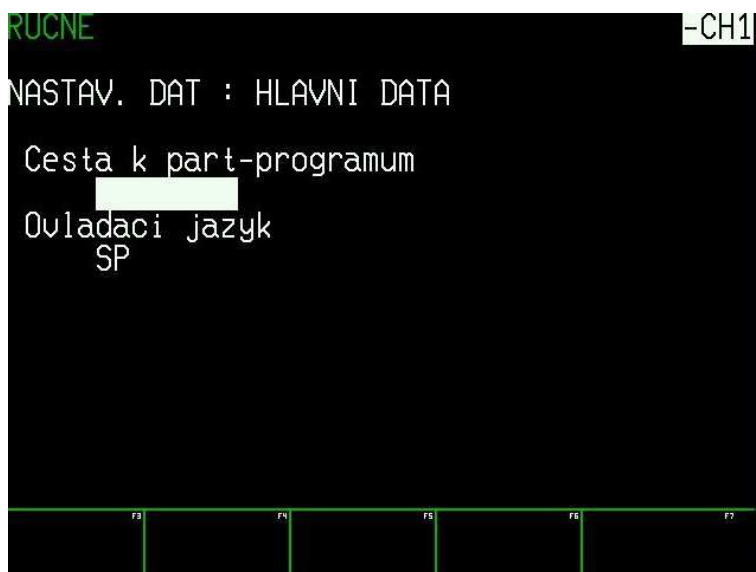 RUCNE
-CH1
NASTAV. DAT : HLAVNI DATA
Cesta k part-programum
Ovladaci jazyk
SP
F3 F4 F5 F6 F7